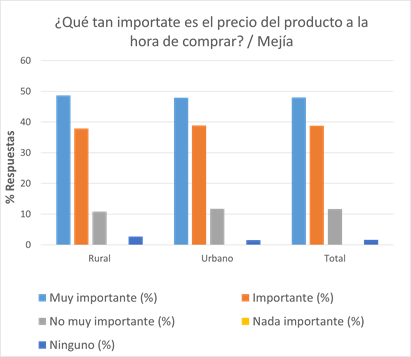 ¿Qué tan importate es el precio del producto a la
hora de comprar? / Mejía
60
50
40
30
20
10
0
% Respuestas
Rural
Urbano
Total
Muy importante (%)
Importante (%)
No muy importante (%)
Nada importante (%)
Ninguno (%)